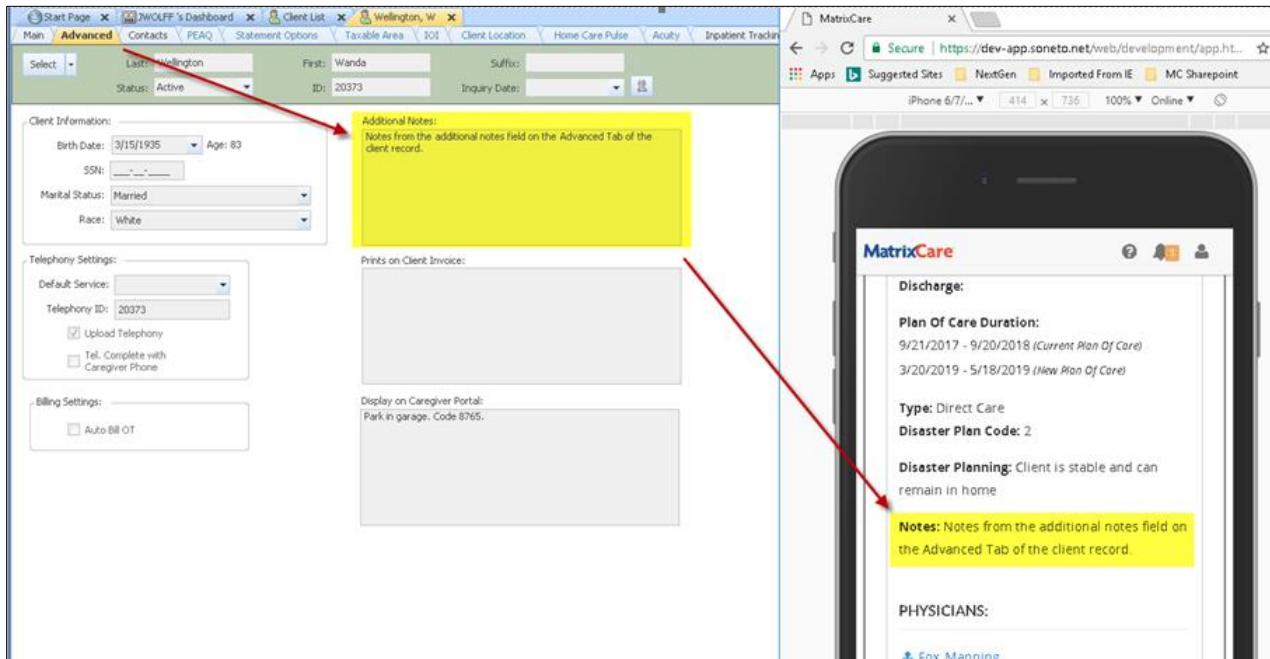 Start Page
JWOLFF 's Dashboard
Client List
Wellington, W
Main Advanced Contacts PEAQ Statement Options Taxable Area IOI Client Location Home Care Pulse Acuity Inpatient Trackin
Select Last: Wellington First: Wanda Suffix:
Status: Active ID: 20373 Inquiry Date:
Client Information:
Birth Date: 3/15/1935 Age: 83
SSN: ___-__-____
Marital Status: Married
Race: White
Telephony Settings:
Default Service:
Telephony ID: 20373
Upload Telephony
Tel. Complete with
Caregiver Phone
Billing Settings:
Auto Bill OT
Additional Notes:
Notes from the additional notes field on the Advanced Tab of the
client record.
Prints on Client Invoice:
Display on Caregiver Portal:
Park in garage. Code 8765.
MatrixCare
Secure https://dev-app.soneto.net/web/development/app.ht...
Apps Suggested Sites NextGen Imported From IE MC Sharepoint
iPhone 6/7/... 414 x 736 100% Online
MatrixCare
Discharge:
Plan Of Care Duration:
9/21/2017 - 9/20/2018 (Current Plan Of Care)
3/20/2019 - 5/18/2019 (New Plan Of Care)
Type: Direct Care
Disaster Plan Code: 2
Disaster Planning: Client is stable and can
remain in home
Notes: Notes from the additional notes field on
the Advanced Tab of the client record.
PHYSICIANS:
Fox, Manning